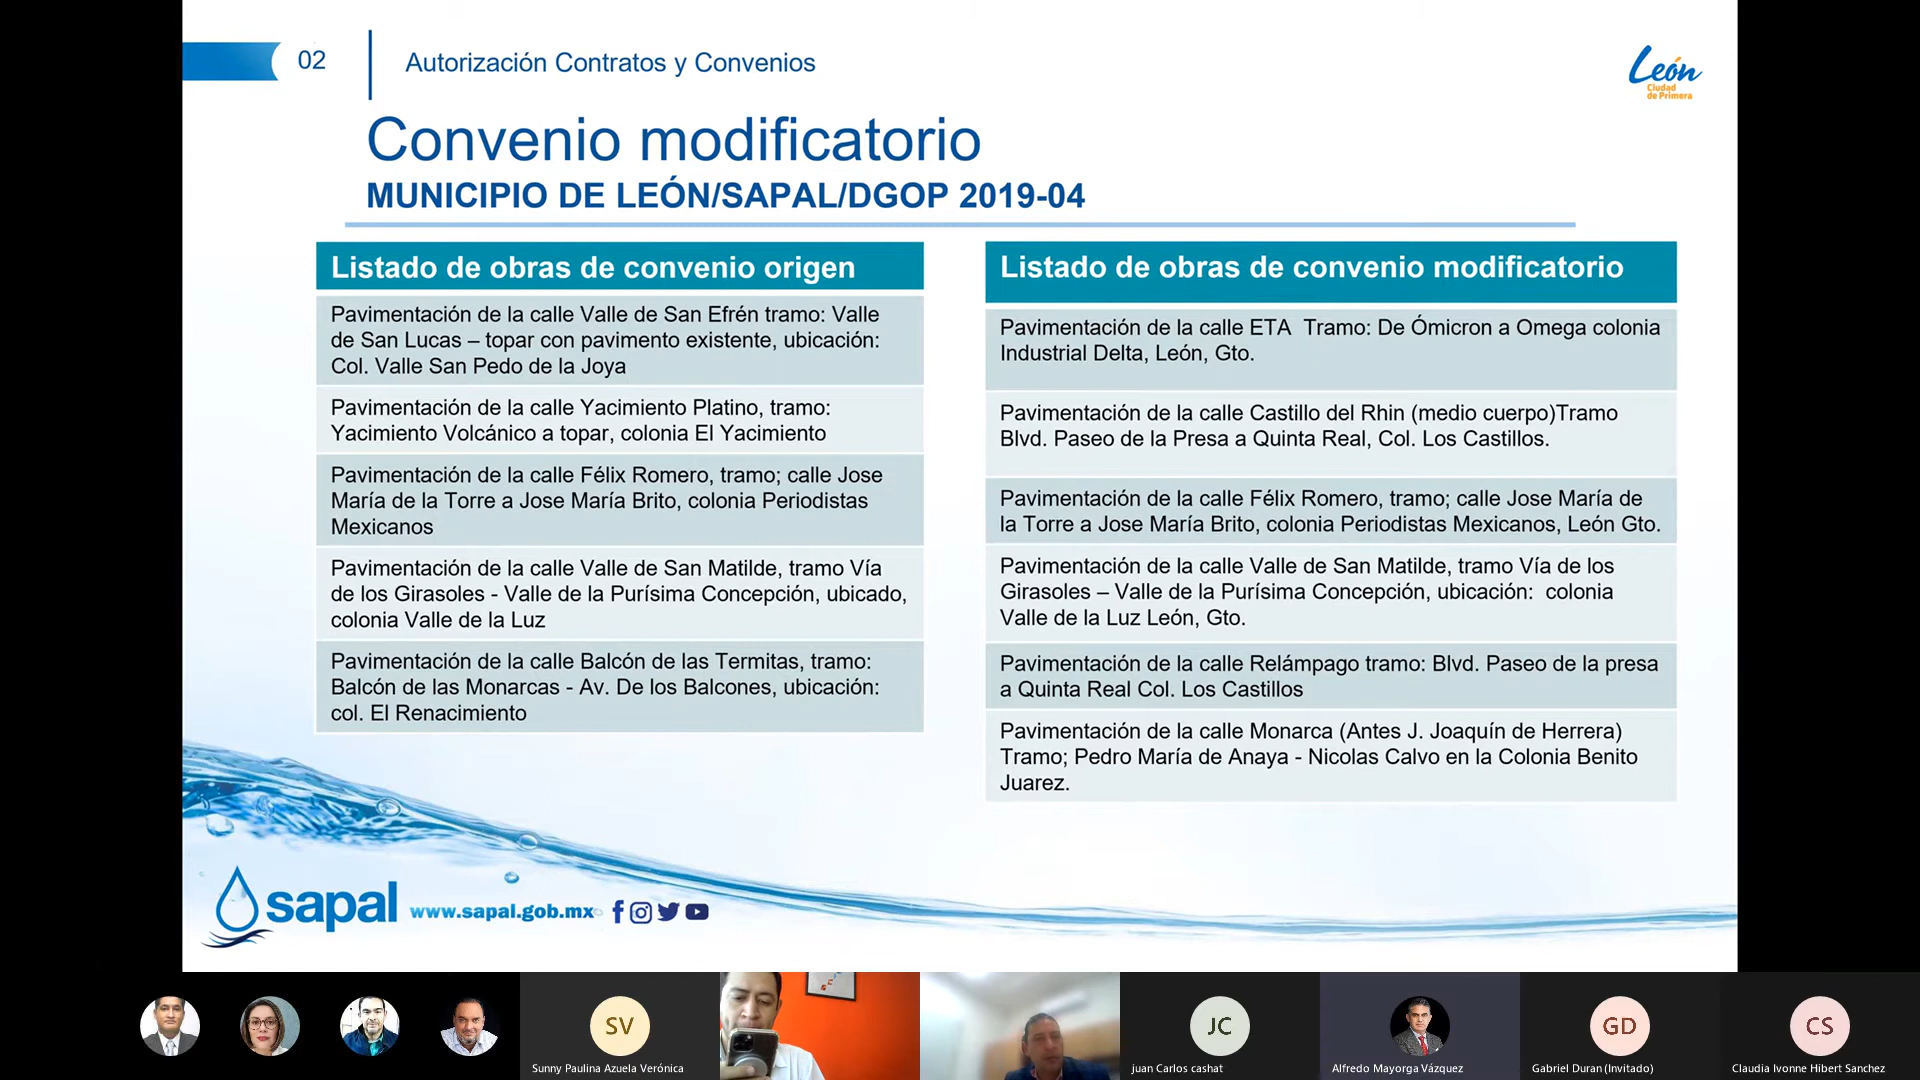 02
Autorización Contratos y Convenios
León
Ciudad
de Primera
Convenio modificatorio
MUNICIPIO DE LEÓN/SAPAL/DGOP 2019-04
Listado de obras de convenio origen
Pavimentación de la calle Valle de San Efrén tramo: Valle
de San Lucas – topar con pavimento existente, ubicación:
Col. Valle San Pedo de la Joya
Pavimentación de la calle Yacimiento Platino, tramo:
Yacimiento Volcánico a topar, colonia El Yacimiento
Pavimentación de la calle Félix Romero, tramo; calle Jose
María de la Torre a Jose María Brito, colonia Periodistas
Mexicanos
Pavimentación de la calle Valle de San Matilde, tramo Vía
de los Girasoles - Valle de la Purísima Concepción, ubicado,
colonia Valle de la Luz
Pavimentación de la calle Balcón de las Termitas, tramo:
Balcón de las Monarcas - Av. De los Balcones, ubicación:
col. El Renacimiento
Listado de obras de convenio modificatorio
Pavimentación de la calle ETA  Tramo: De Ómicron a Omega colonia
Industrial Delta, León, Gto.
Pavimentación de la calle Castillo del Rhin (medio cuerpo)Tramo
Blvd. Paseo de la Presa a Quinta Real, Col. Los Castillos.
Pavimentación de la calle Félix Romero, tramo; calle Jose María de
la Torre a Jose María Brito, colonia Periodistas Mexicanos, León Gto.
Pavimentación de la calle Valle de San Matilde, tramo Vía de los
Girasoles – Valle de la Purísima Concepción, ubicación:  colonia
Valle de la Luz León, Gto.
Pavimentación de la calle Relámpago tramo: Blvd. Paseo de la presa
a Quinta Real Col. Los Castillos
Pavimentación de la calle Monarca (Antes J. Joaquín de Herrera)
Tramo; Pedro María de Anaya - Nicolas Calvo en la Colonia Benito
Juarez.
sapal
www.sapal.gob.mx
SV
Sunny Paulina Azuela Verónica
JC
juan Carlos cashat
Alfredo Mayorga Vázquez
GD
Gabriel Duran (Invitado)
CS
Claudia Ivonne Hibert Sanchez